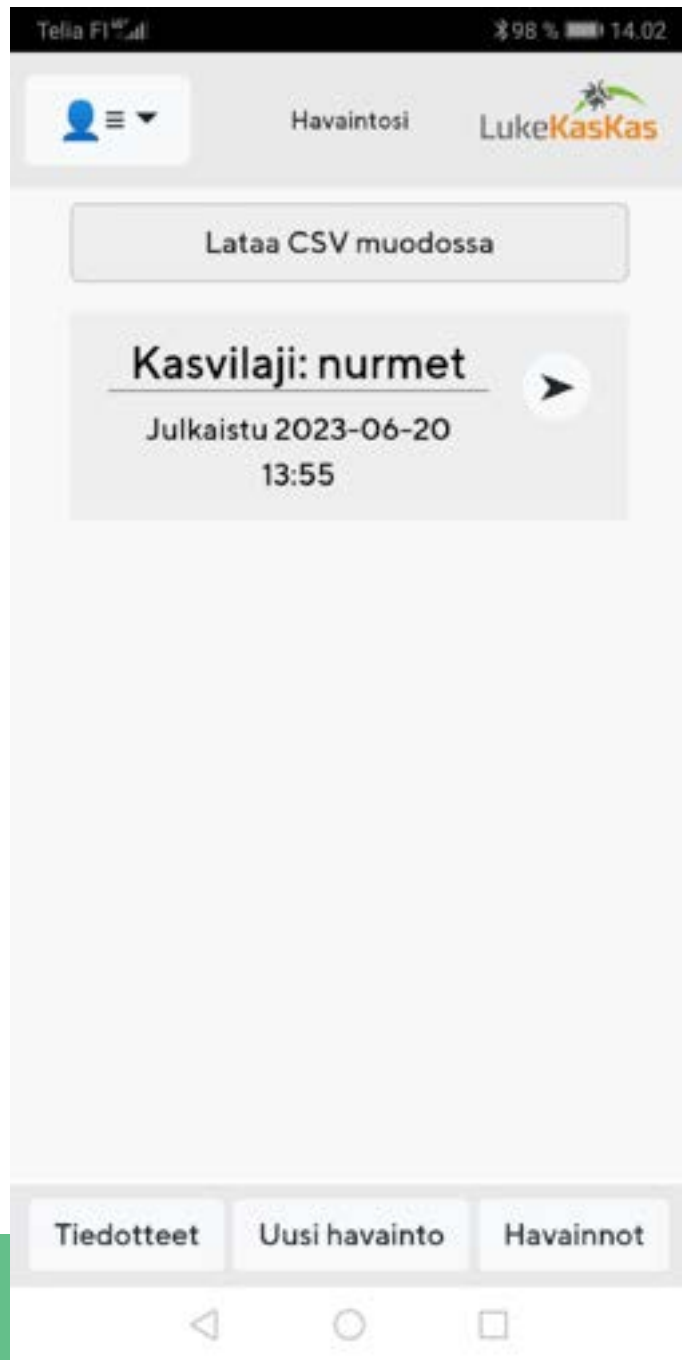 Telia FI 98 % 14.02
Havaintosi
LukeKasKas
Lataa CSV muodossa
Kasvilaji: nurmet
Julkaistu 2023-06-20
13:55
Tiedotteet Uusi havainto Havainnot